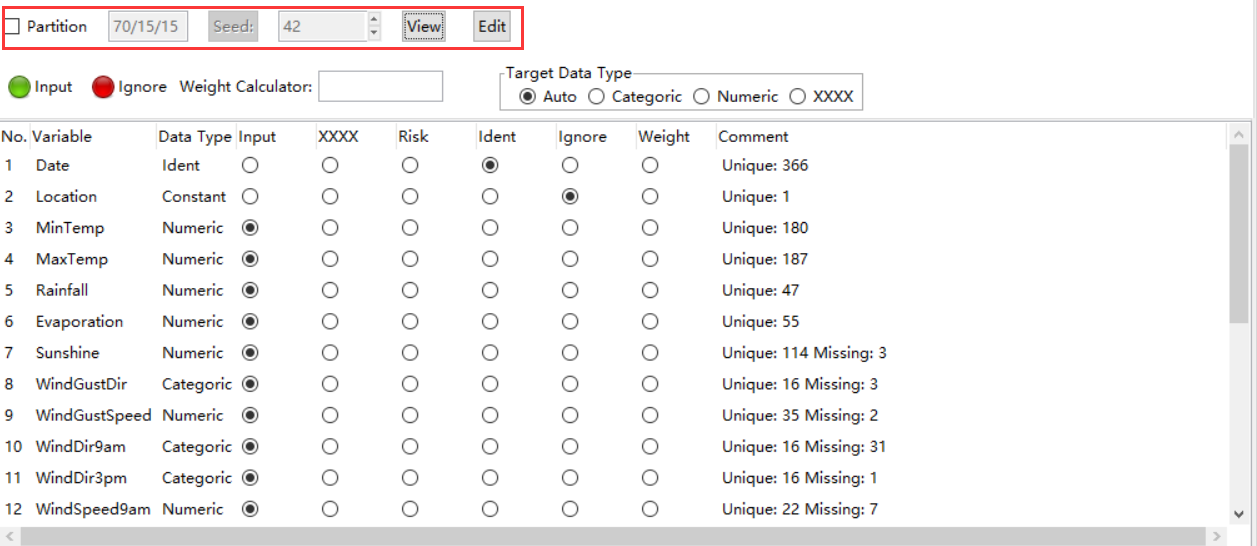 Partition 70/15/15 Seed: 42 View Edit
Input Ignore Weight Calculator: Target Data Type
Auto Categoric Numeric XXXX
No. Variable Data Type Input XXXX Risk Ident Ignore Weight Comment
1 Date Ident Unique: 366
2 Location Constant Unique: 1
3 MinTemp Numeric Unique: 180
4 MaxTemp Numeric Unique: 187
5 Rainfall Numeric Unique: 47
6 Evaporation Numeric Unique: 55
7 Sunshine Numeric Unique: 114 Missing: 3
8 WindGustDir Categoric Unique: 16 Missing: 3
9 WindGustSpeed Numeric Unique: 35 Missing: 2
10 WindDir9am Categoric Unique: 16 Missing: 31
11 WindDir3pm Categoric Unique: 16 Missing: 1
12 WindSpeed9am Numeric Unique: 22 Missing: 7